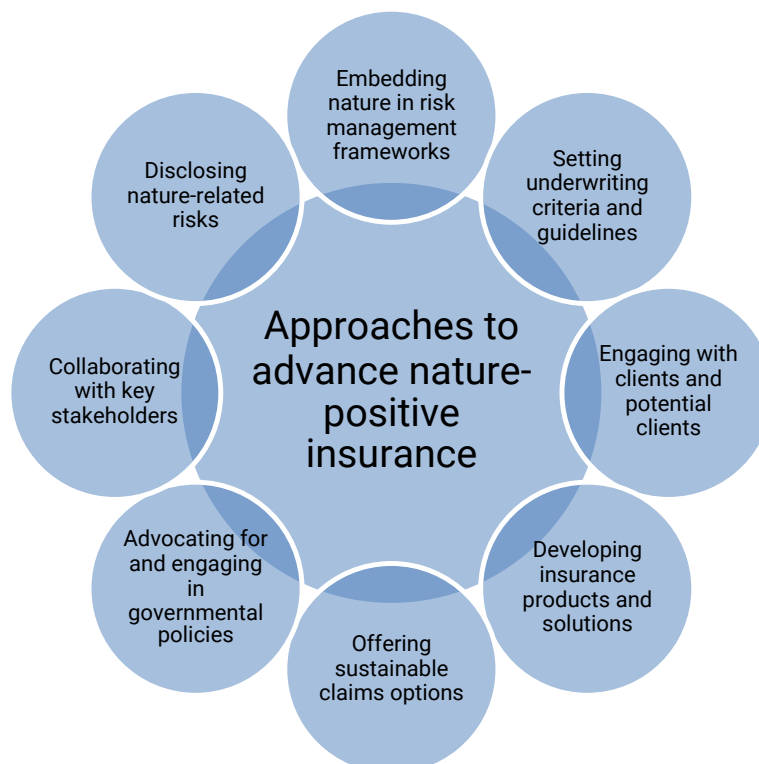 Embedding
nature in risk
management
frameworks
Setting
underwriting
criteria and
guidelines
Engaging with
clients and
potential
clients
Developing
insurance
products and
solutions
Offering
sustainable
claims options
Advocating for
and engaging
in
governmental
policies
Collaborating
with key
stakeholders
Disclosing
nature-related
risks
Approaches to
advance nature-
positive
insurance